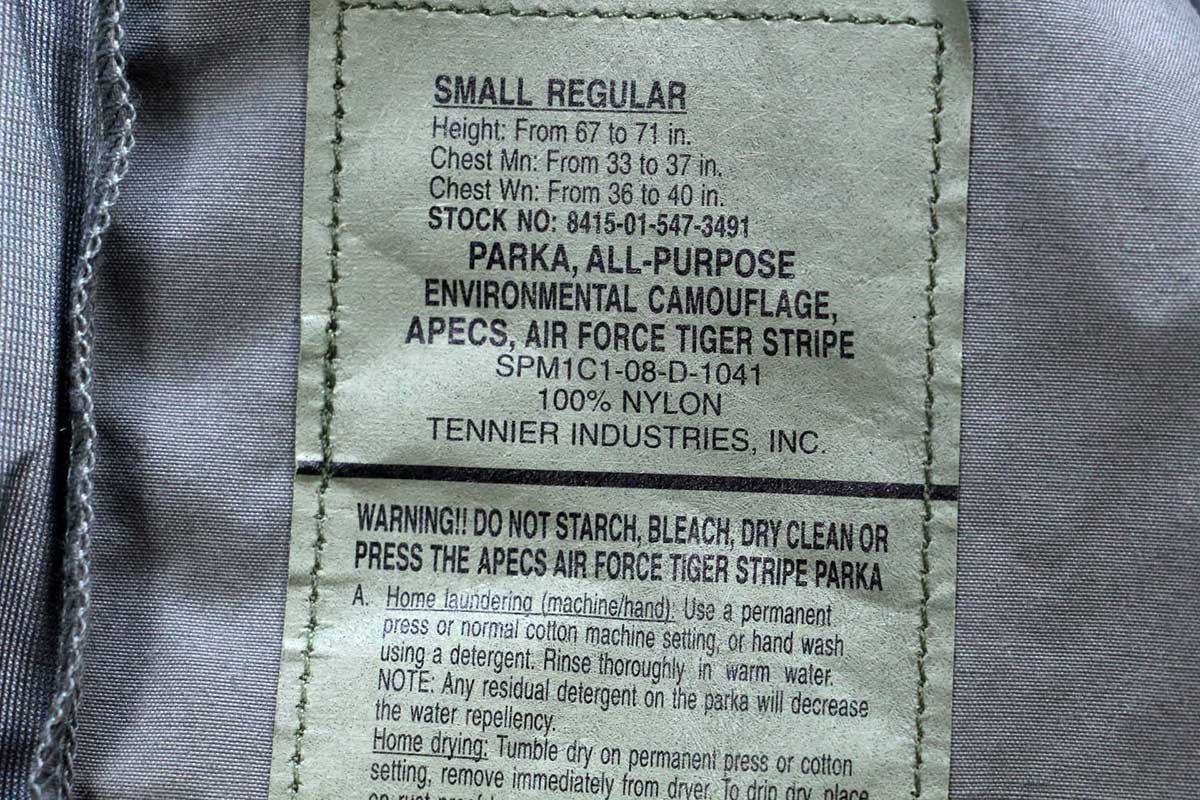 SMALL REGULAR
Height: From 67 to 71 in.
Chest Mn: From 33 to 37 in.
Chest Wn: From 36 to 40 in.
STOCK NO: 8415-01-547-3491
PARKA, ALL-PURPOSE
ENVIRONMENTAL CAMOUFLAGE,
APECS, AIR FORCE TIGER STRIPE
SPM1C1-08-D-1041
100% NYLON
TENNIER INDUSTRIES, INC.
WARNING!! DO NOT STARCH, BLEACH, DRY CLEAN OR
PRESS THE APECS AIR FORCE TIGER STRIPE PARKA
A. Home laundering (machine/hand): Use a permanent
press or normal cotton machine setting, or hand wash
using a detergent. Rinse thoroughly in warm water.
NOTE: Any residual detergent on the parka will decrease
the water repellency.
Home drying: Tumble dry on permanent press or cotton
setting, remove immediately from dryer. To drip dry, place